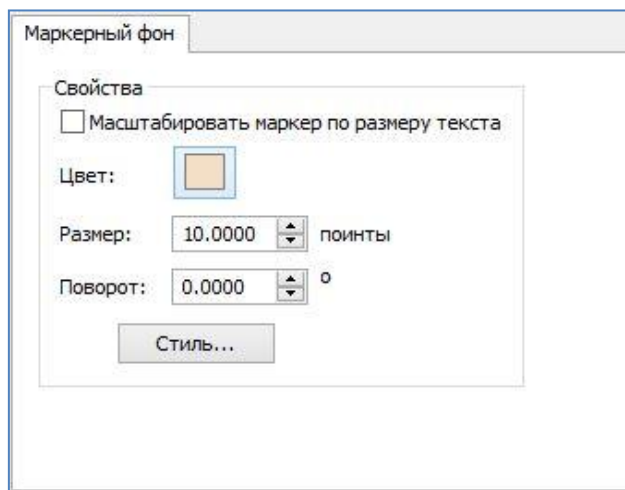 Маркерный фон
Свойства
Масштабировать маркер по размеру текста
Цвет:
Размер: 10.0000 поинты
Поворот: 0.0000 °
Стиль...